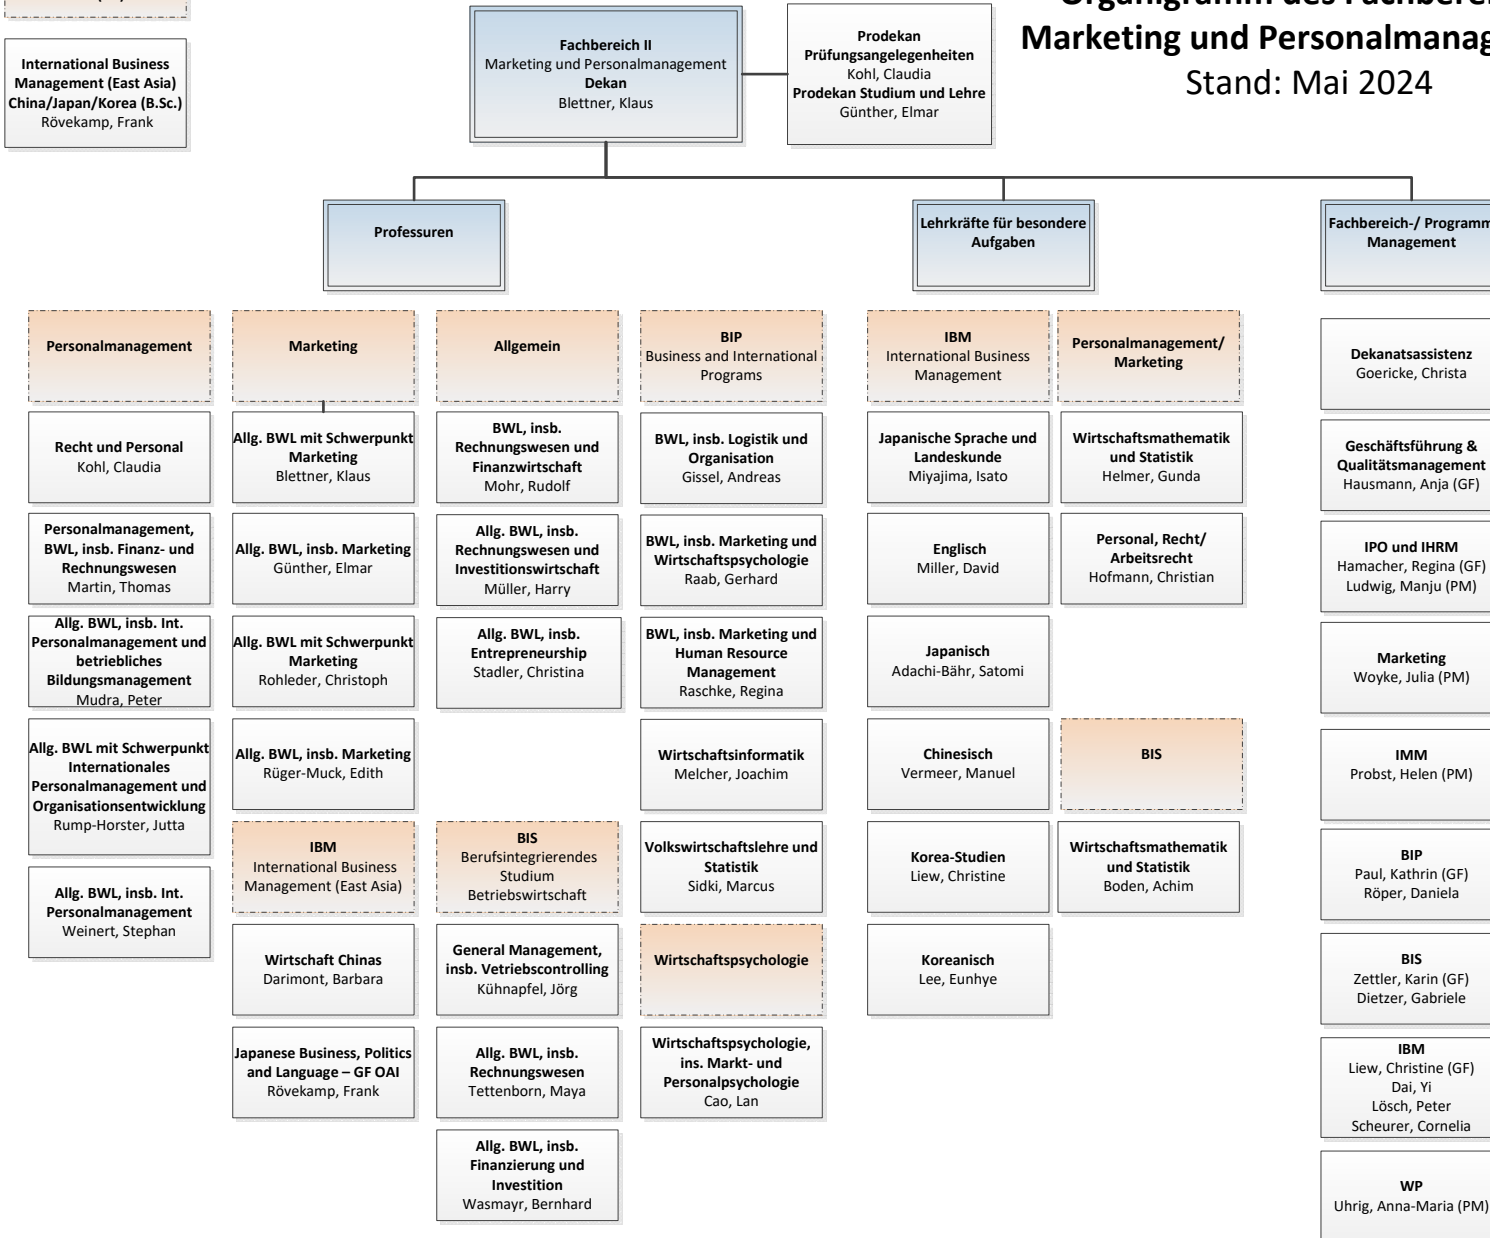 Marketing und Personalmanag
Stand: Mai 2024
International Business
Management (East Asia)
China/Japan/Korea (B.Sc.)
Rövekamp, Frank
Fachbereich II
Marketing und Personalmanagement
Dekan
Blettner, Klaus
Prodekan
Prüfungsangelegenheiten
Kohl, Claudia
Prodekan Studium und Lehre
Günther, Elmar
Professuren
Lehrkräfte für besondere
Aufgaben
Fachbereich-/ Programm
Management
Personalmanagement
Recht und Personal
Kohl, Claudia
Personalmanagement,
BWL, insb. Finanz- und
Rechnungswesen
Martin, Thomas
Allg. BWL, insb. Int.
Personalmanagement und
betriebliches
Bildungsmanagement
Mudra, Peter
Allg. BWL mit Schwerpunkt
Internationales
Personalmanagement und
Organisationsentwicklung
Rump-Horster, Jutta
Allg. BWL, insb. Int.
Personalmanagement
Weinert, Stephan
Marketing
Allg. BWL mit Schwerpunkt
Marketing
Blettner, Klaus
Allg. BWL, insb. Marketing
Günther, Elmar
Allg. BWL mit Schwerpunkt
Marketing
Rohleder, Christoph
Allg. BWL, insb. Marketing
Rüger-Muck, Edith
IBM
International Business
Management (East Asia)
Wirtschaft Chinas
Darimont, Barbara
Japanese Business, Politics
and Language – GF OAI
Rövekamp, Frank
Allgemein
BWL, insb.
Rechnungswesen und
Finanzwirtschaft
Mohr, Rudolf
Allg. BWL, insb.
Rechnungswesen und
Investitionswirtschaft
Müller, Harry
Allg. BWL, insb.
Entrepreneurship
Stadler, Christina
BIS
Berufsintegrierendes
Studium
Betriebswirtschaft
General Management,
insb. Vetriebscontrolling
Kühnapfel, Jörg
Allg. BWL, insb.
Rechnungswesen
Tettenborn, Maya
Allg. BWL, insb.
Finanzierung und
Investition
Wasmayr, Bernhard
BIP
Business and International
Programs
BWL, insb. Logistik und
Organisation
Gissel, Andreas
BWL, insb. Marketing und
Wirtschaftspsychologie
Raab, Gerhard
BWL, insb. Marketing und
Human Resource
Management
Raschke, Regina
Wirtschaftsinformatik
Melcher, Joachim
Volkswirtschaftslehre und
Statistik
Sidki, Marcus
Wirtschaftspsychologie
Wirtschaftspsychologie,
ins. Markt- und
Personalpsychologie
Cao, Lan
IBM
International Business
Management
Japanische Sprache und
Landeskunde
Miyajima, Isato
Englisch
Miller, David
Japanisch
Adachi-Bähr, Satomi
Chinesisch
Vermeer, Manuel
Korea-Studien
Liew, Christine
Koreanisch
Lee, Eunhye
Personalmanagement/
Marketing
Wirtschaftsmathematik
und Statistik
Helmer, Gunda
Personal, Recht/
Arbeitsrecht
Hofmann, Christian
BIS
Wirtschaftsmathematik
und Statistik
Boden, Achim
Dekanatsassistenz
Goericke, Christa
Geschäftsführung &
Qualitätsmanagement
Hausmann, Anja (GF)
IPO und IHRM
Hamacher, Regina (GF)
Ludwig, Manju (PM)
Marketing
Woyke, Julia (PM)
IMM
Probst, Helen (PM)
BIP
Paul, Kathrin (GF)
Röper, Daniela
BIS
Zettler, Karin (GF)
Dietzer, Gabriele
IBM
Liew, Christine (GF)
Dai, Yi
Lösch, Peter
Scheurer, Cornelia
WP
Uhrig, Anna-Maria (PM)